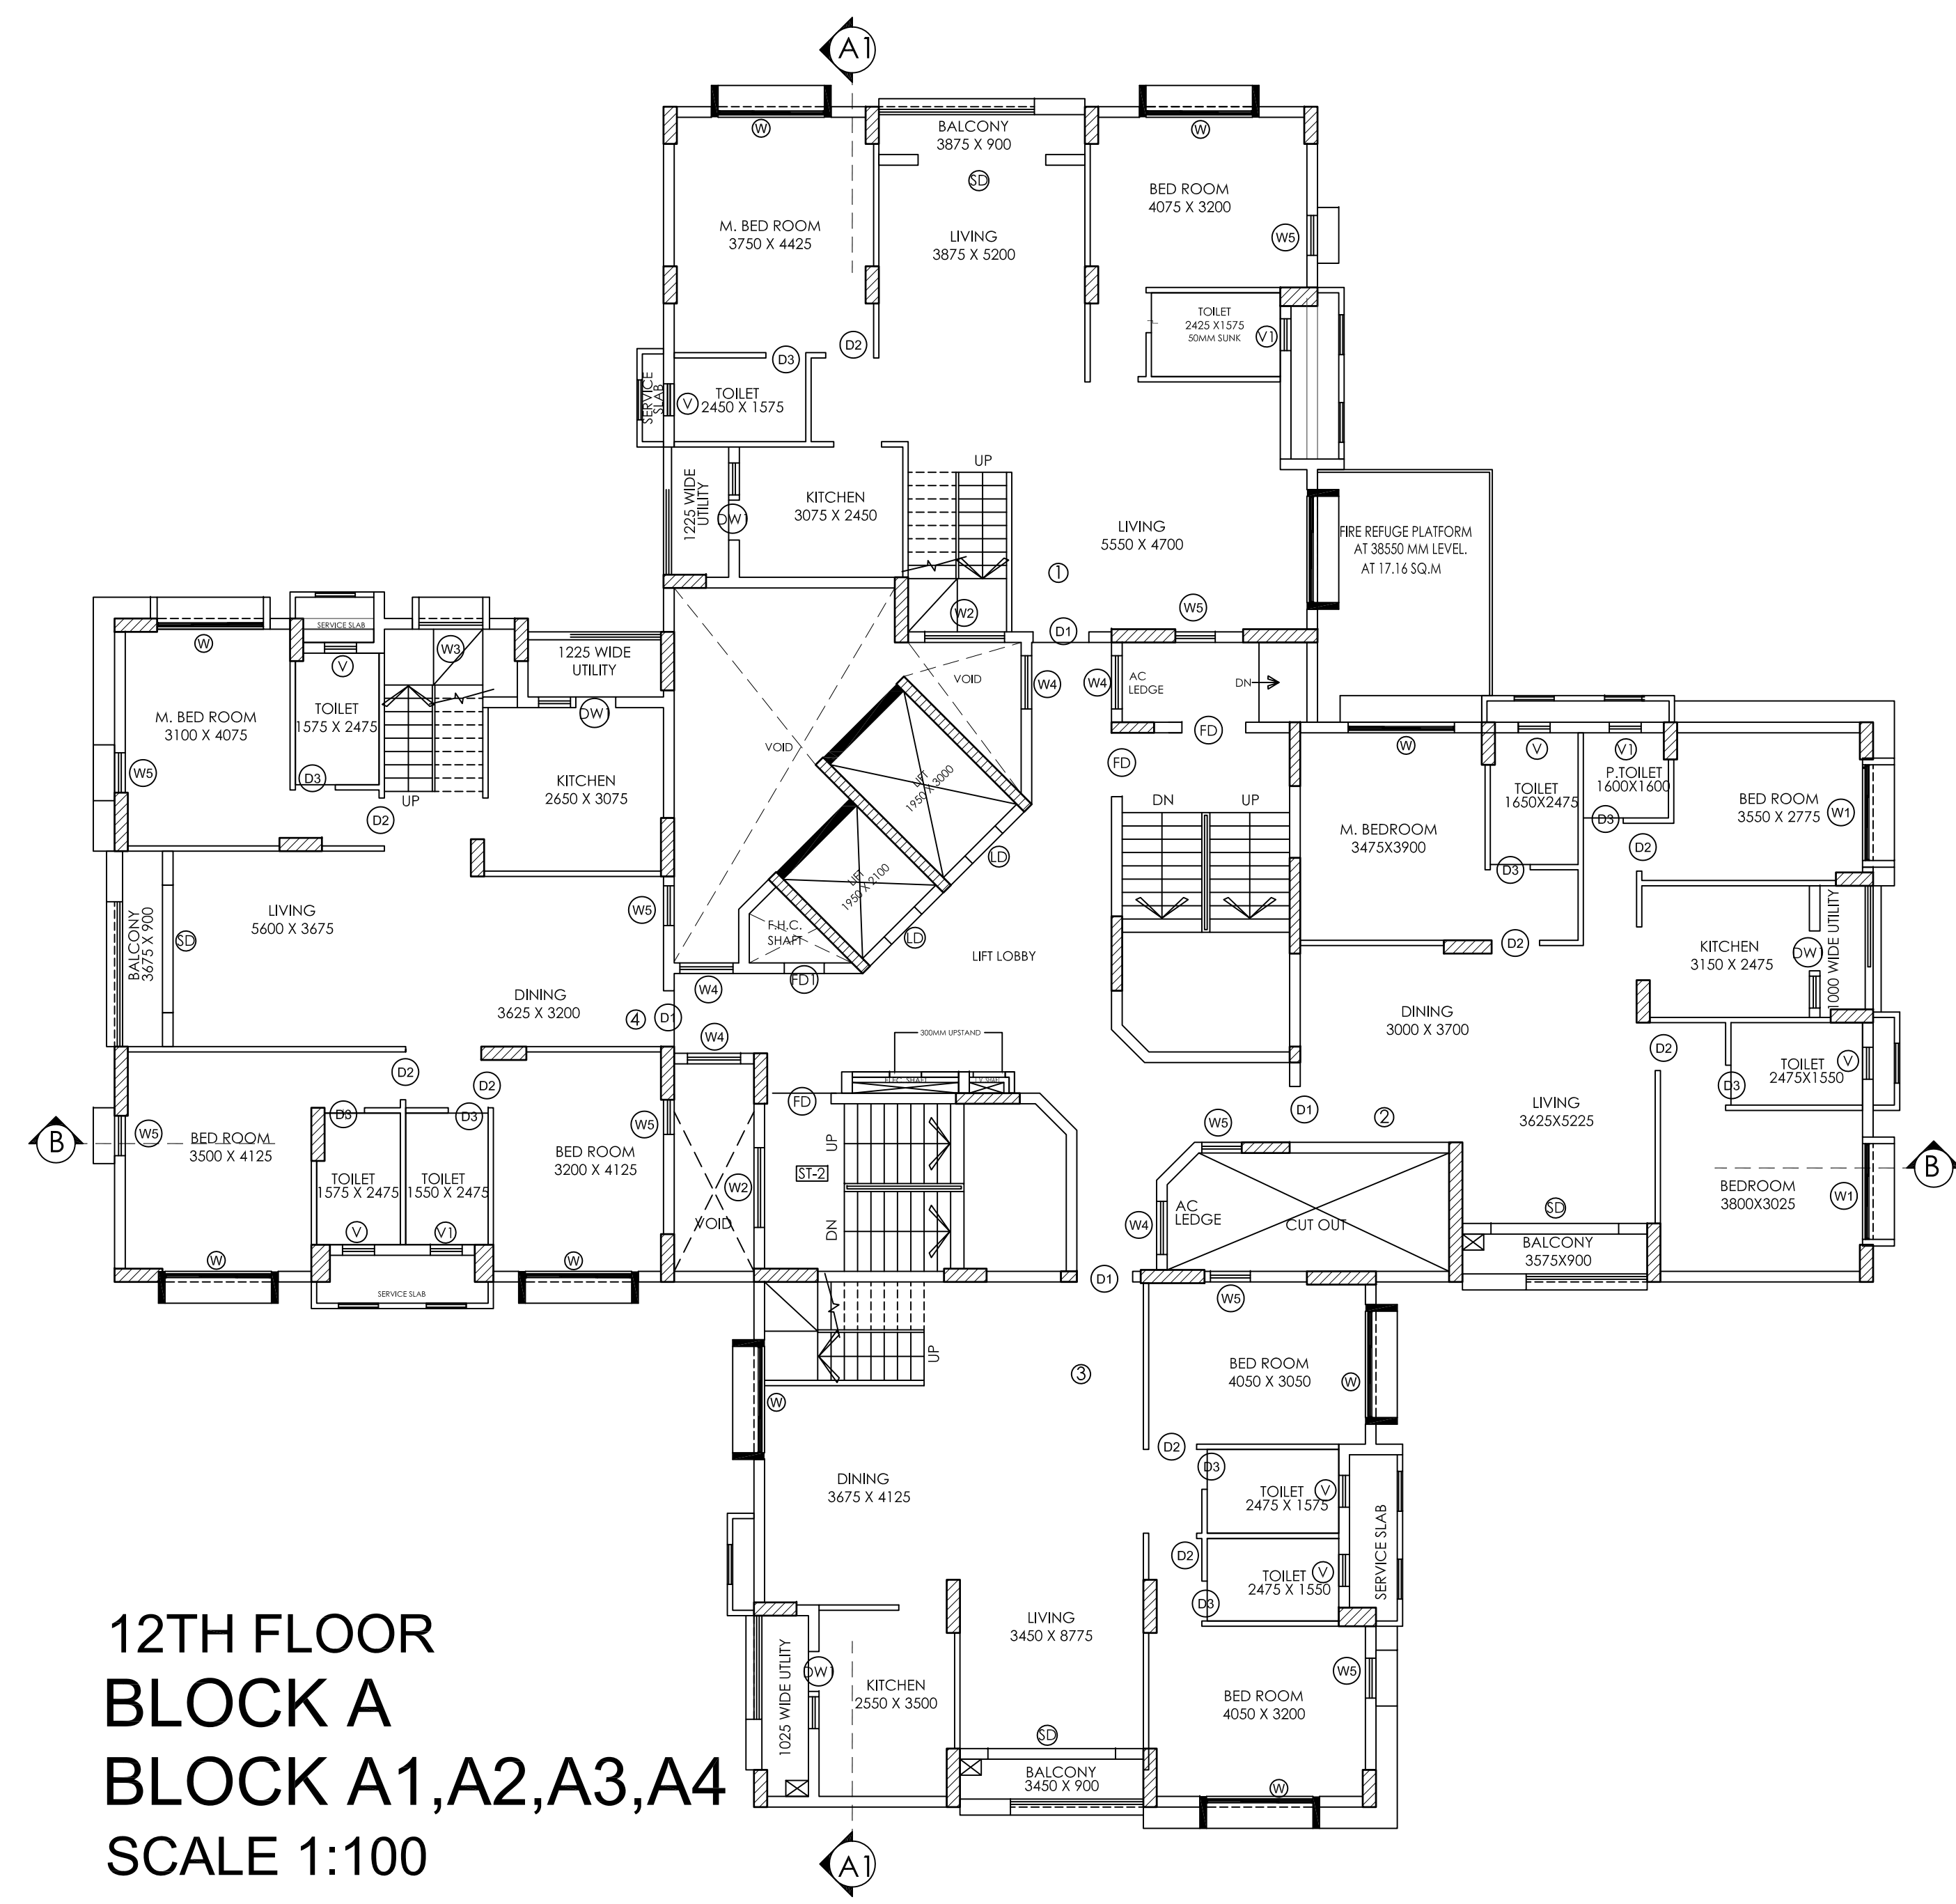 A1
W
BALCONY
3875 X 900
W
SD
M. BED ROOM
3750 X 4425
LIVING
3875 X 5200
BED ROOM
4075 X 3200
W5
TOILET
2425 X1575
50MM SUNK
V1
D2
D3
SERVICE
SLAB
V
TOILET
2450 X 1575
1225 WIDE
UTILITY
DW1
KITCHEN
3075 X 2450
UP
LIVING
5550 X 4700
FIRE REFUGE PLATFORM
AT 38550 MM LEVEL.
AT 17.16 SQ.M
1
W2
D1
W5
VOID
W4
W4
AC
LEDGE
DN
FD
FD
W
SERVICE SLAB
V
W3
1225 WIDE
UTILITY
M. BED ROOM
3100 X 4075
TOILET
1575 X 2475
DW1
W5
D3
UP
D2
KITCHEN
2650 X 3075
VOID
LIFT
1950 X 3000
LIFT
1950 X 2100
LD
LD
F.H.C.
SHAFT
FD1
DN
UP
W
V
V1
M. BEDROOM
3475X3900
TOILET
1650X2475
P.TOILET
1600X1600
D3
BED ROOM
3550 X 2775
W1
D2
D3
D2
BALCONY
3675 X 900
SD
LIVING
5600 X 3675
W5
DINING
3625 X 3200
4
D1
W4
W4
LIFT LOBBY
KITCHEN
3150 X 2475
DW1
1000 WIDE UTILITY
DINING
3000 X 3700
D2
TOILET
2475X1550
V
D3
300MM UPSTAND
ELEC. SHAFT
FD
D2
D2
D3
D3
B
W5
BED ROOM
3500 X 4125
TOILET
1575 X 2475
TOILET
1550 X 2475
BED ROOM
3200 X 4125
W5
V
V1
W
W
SERVICE SLAB
VOID
W2
ST-2
UP
DN
D1
2
W5
LIVING
3625X5225
AC
LEDGE
W4
CUT OUT
SD
BALCONY
3575X900
BEDROOM
3800X3025
W1
B
D1
W5
UP
3
W
BED ROOM
4050 X 3050
W
DINING
3675 X 4125
D2
D3
TOILET
2475 X 1575
V
D2
TOILET
2475 X 1550
V
D3
SERVICE SLAB
LIVING
3450 X 8775
1025 WIDE UTLITY
DW1
KITCHEN
2550 X 3500
SD
BALCONY
3450 X 900
W5
BED ROOM
4050 X 3200
W
A1
12TH FLOOR
BLOCK A
BLOCK A1,A2,A3,A4
SCALE 1:100